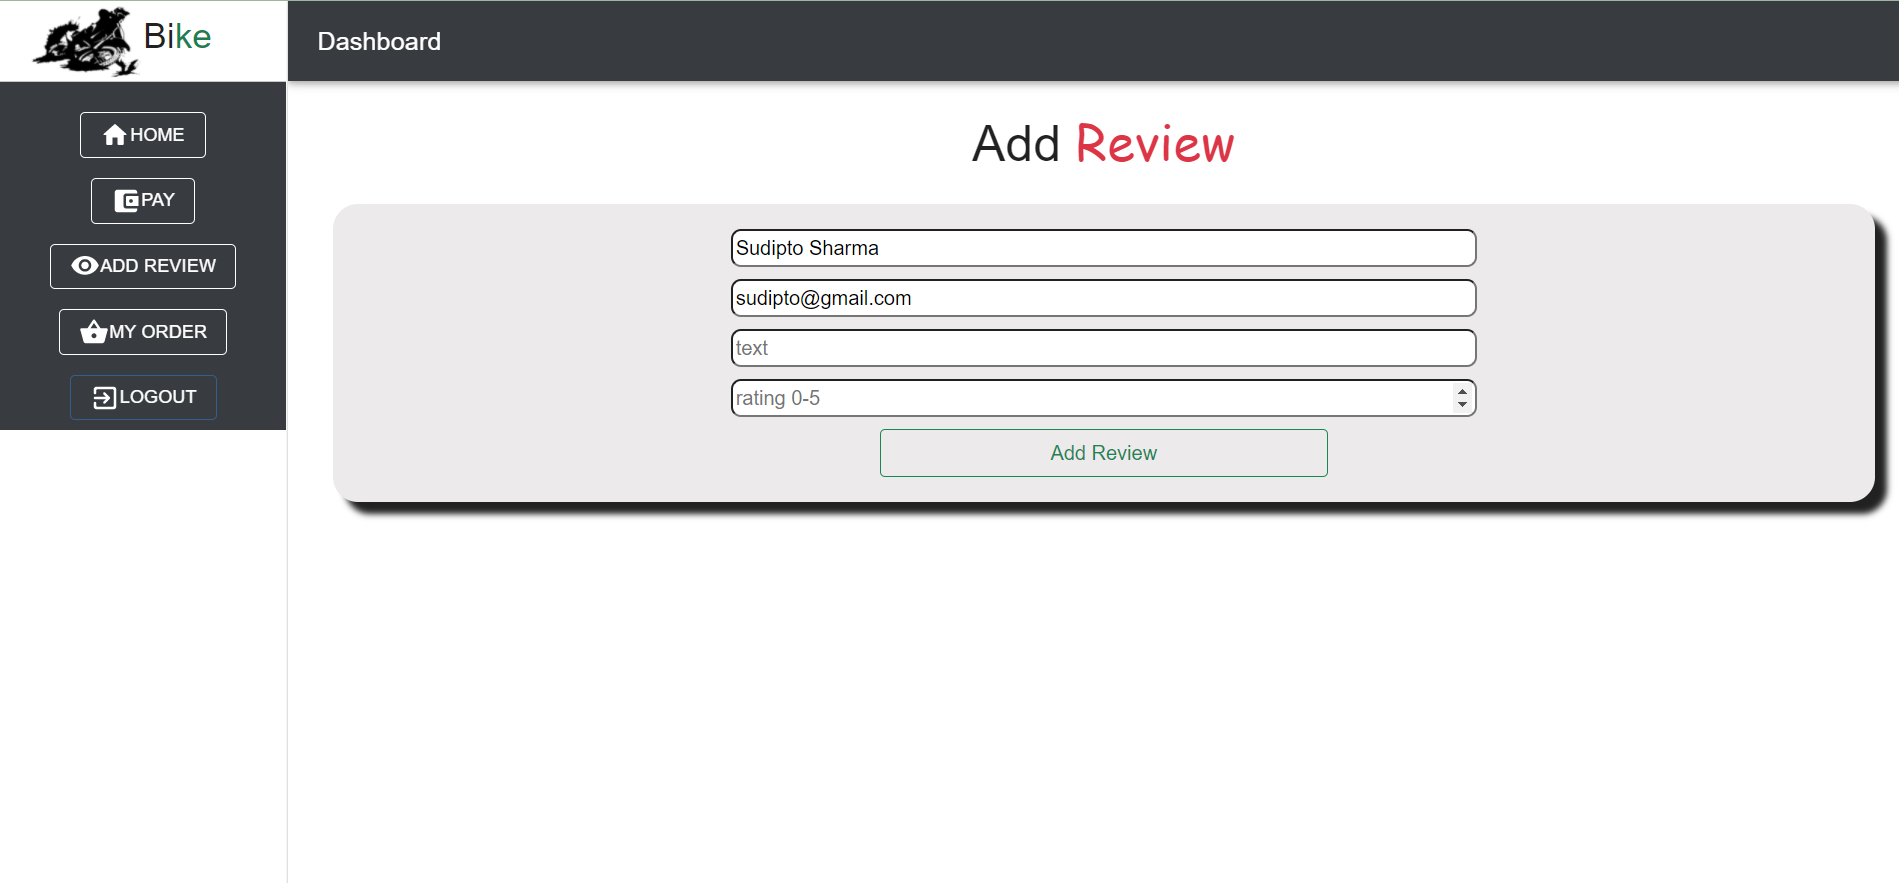 Bike
Dashboard
HOME
PAY
ADD REVIEW
MY ORDER
LOGOUT
Add Review
Sudipto Sharma
sudipto@gmail.com
text
rating 0-5
Add Review